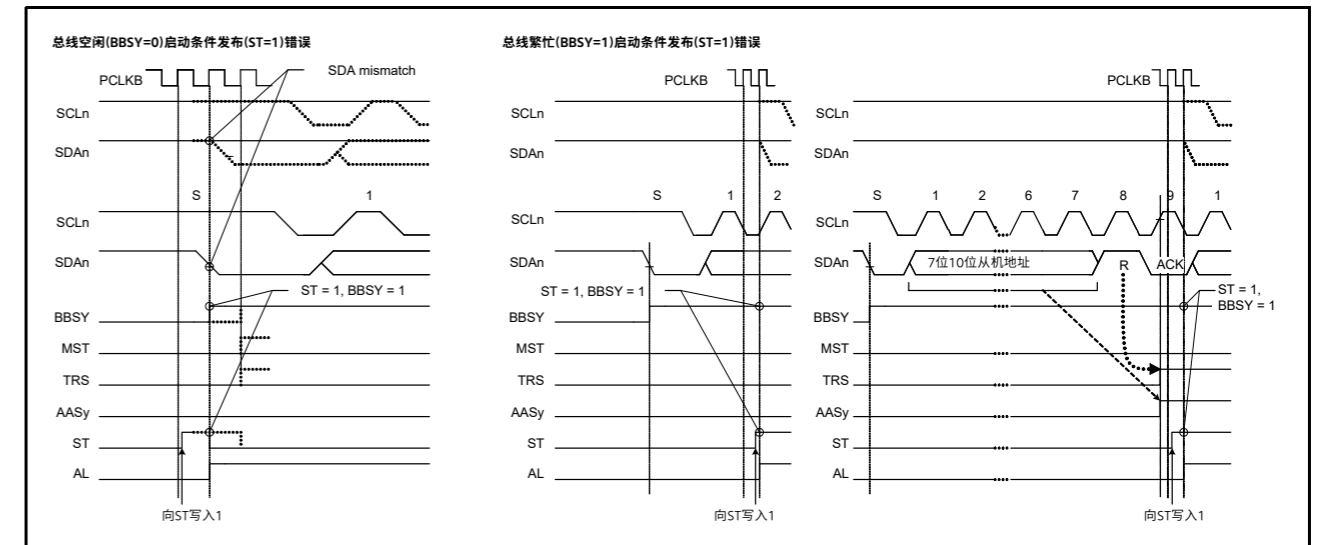 总线空闲(BBSY=0)启动条件发布(ST=1)错误
PCLKB
SDA mismatch
SCLn
SDAn
S 1
SCLn
SDAn
ST = 1, BBSY = 1
BBSY
MST
TRS
AASy
ST
AL
向ST写入1
总线繁忙(BBSY=1)启动条件发布(ST=1)错误
PCLKB
SCLn
SDAn
S 1 2
SCLn
SDAn
ST = 1, BBSY = 1
BBSY
MST
TRS
AASy
ST
AL
向ST写入1
PCLKB
SCLn
SDAn
S 1 2 6 7 8 9 1
SCLn
SDAn
7位10位从机地址
R
ACK
ST = 1,
BBSY = 1
BBSY
MST
TRS
AASy
ST
AL
向ST写入1